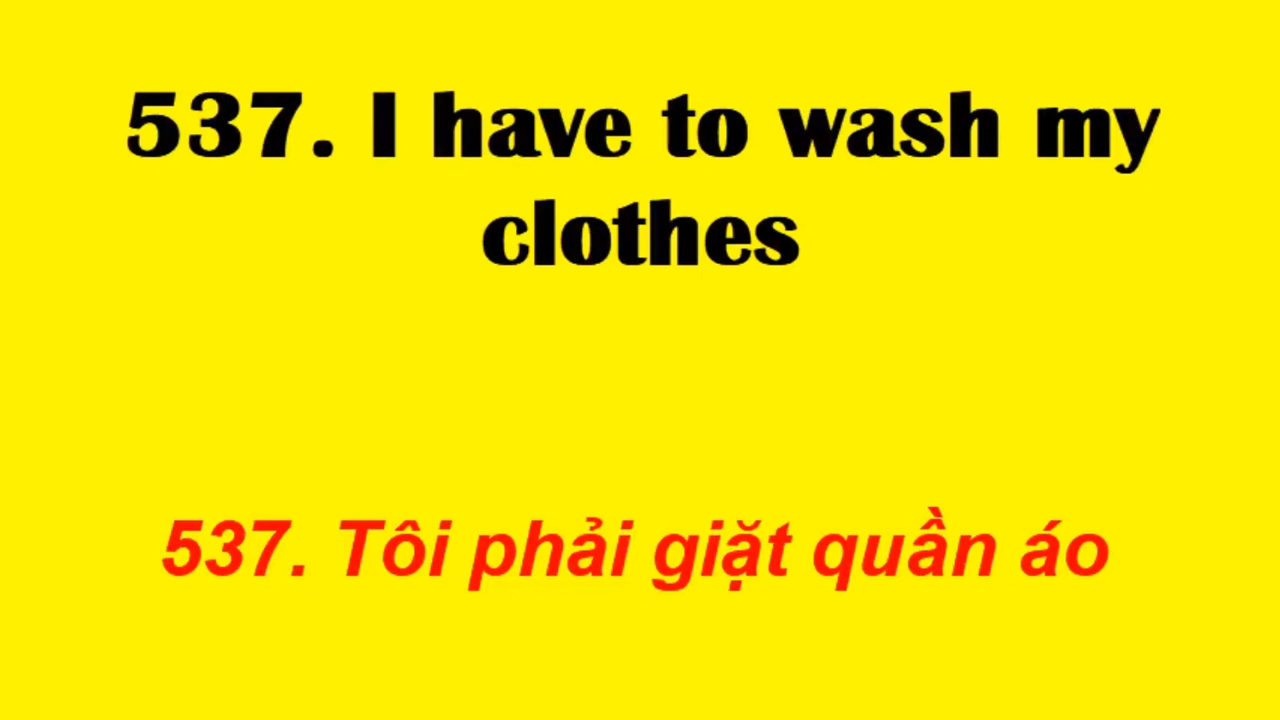 537. I have to wash my
clothes
537. Tôi phải giặt quần áo